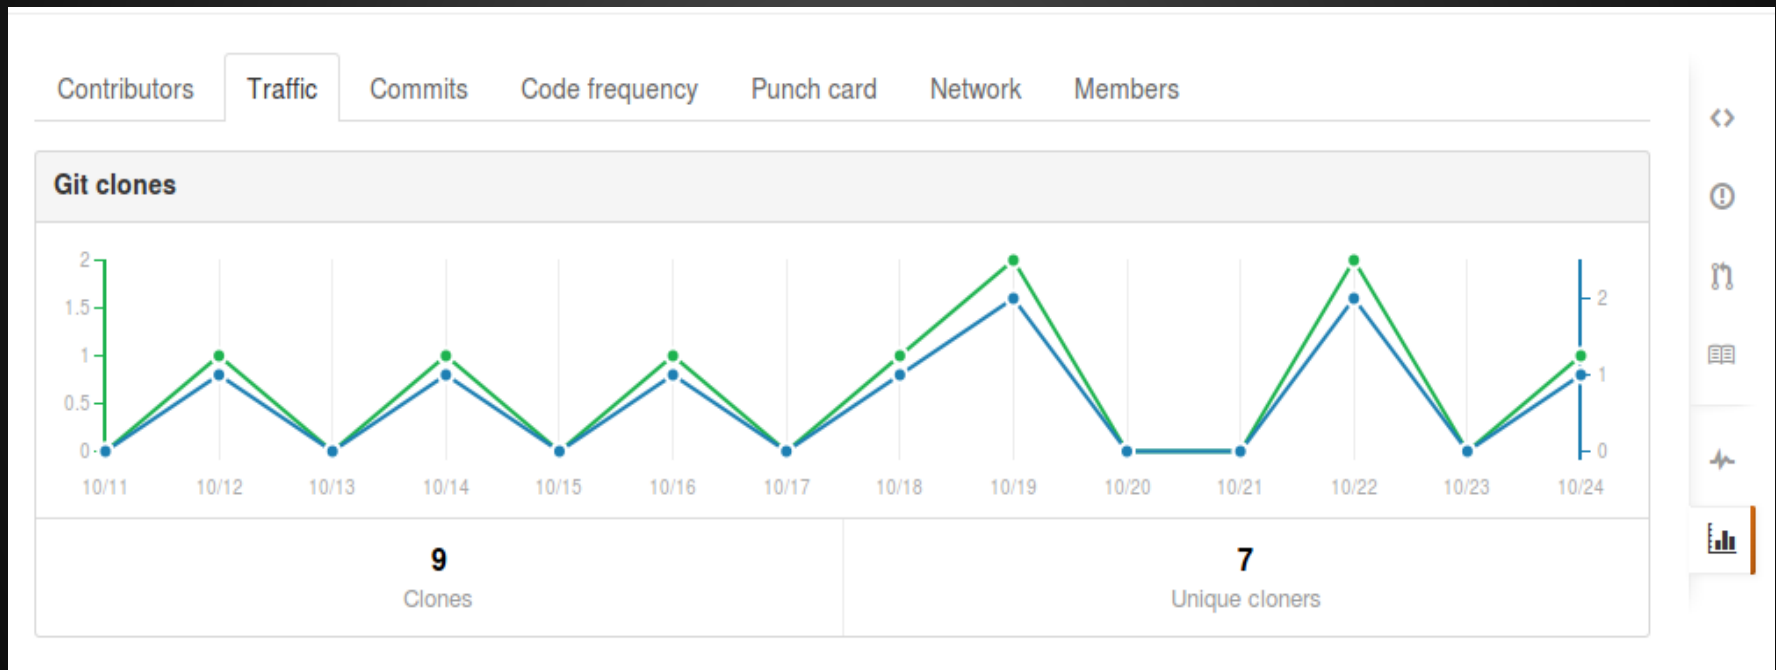 Contributors Traffic Commits Code frequency Punch card Network Members
Git clones
2
1.5
1
0.5
0
2
1
0
10/11 10/12 10/13 10/14 10/15 10/16 10/17 10/18 10/19 10/20 10/21 10/22 10/23 10/24
9 7
Clones Unique cloners